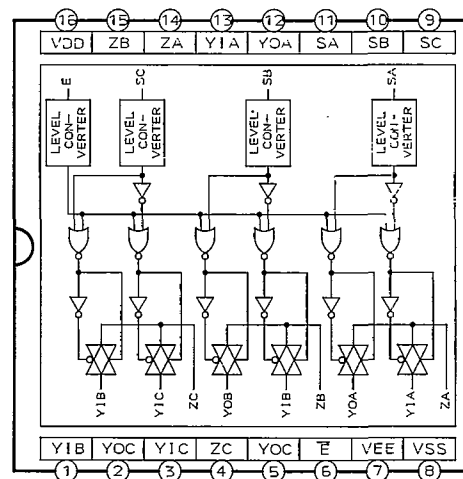 16 15 14 13 12 11 10 9
VDD ZB ZA Y1A Y0A SA SB SC
E SC SB SA
LEVEL CON- VERTER
LEVEL CON- VERTER
LEVEL CON- VERTER
LEVEL CON- VERTER
Y1B Y1C ZC Y0B Y1B ZB Y0A Y1A ZA
Y1B Y0C Y1C ZC Y0C E VEE VSS
1 2 3 4 5 6 7 8